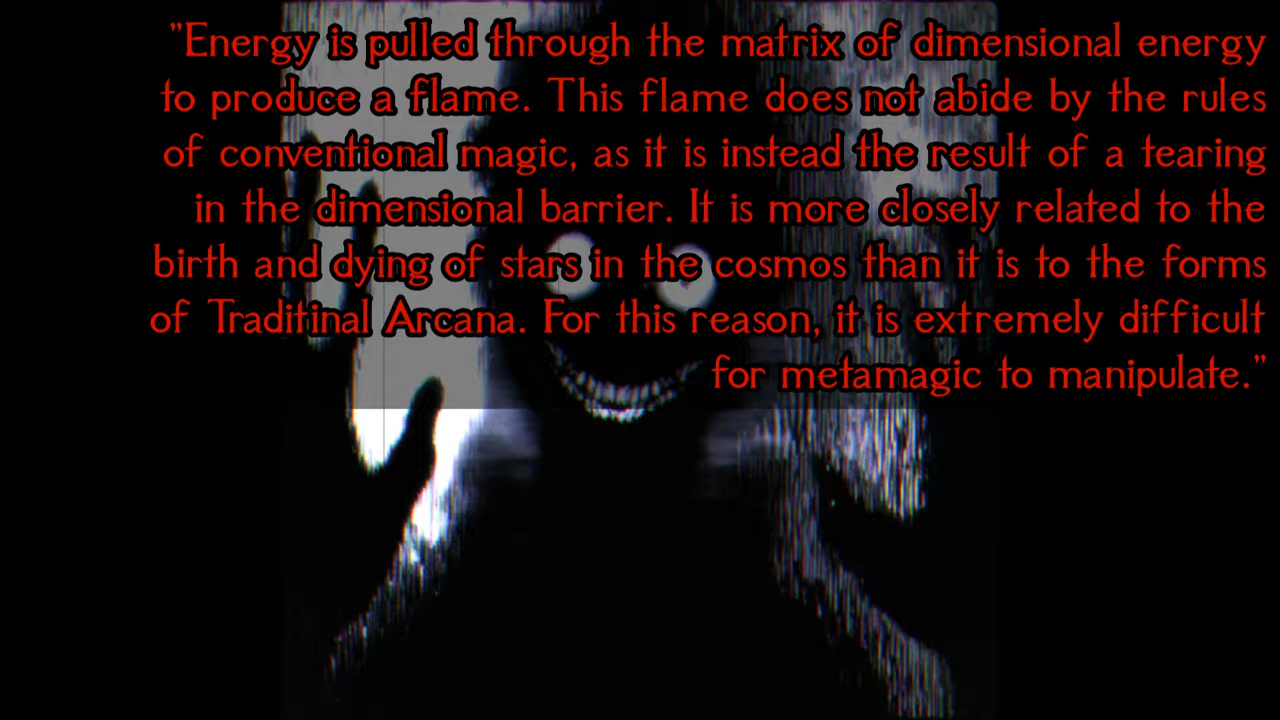 "Energy is pulled through the matrix of dimensional energy
to produce a flame. This flame does not abide by the rules
of conventional magic, as it is instead the result of a tearing
in the dimensional barrier. It is more closely related to the
birth and dying of stars in the cosmos than it is to the forms
of Traditinal Arcana. For this reason, it is extremely difficult
for metamagic to manipulate."